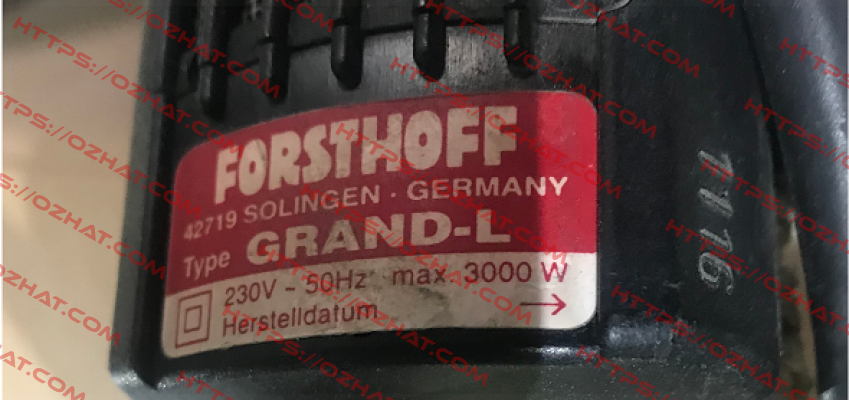 FORSTHOFF
42719 SOLINGEN · GERMANY
Type GRAND-L
230V ~ 50Hz max. 3000 W
Herstelldatum →
1116
HTTPS://OZHAT.COM